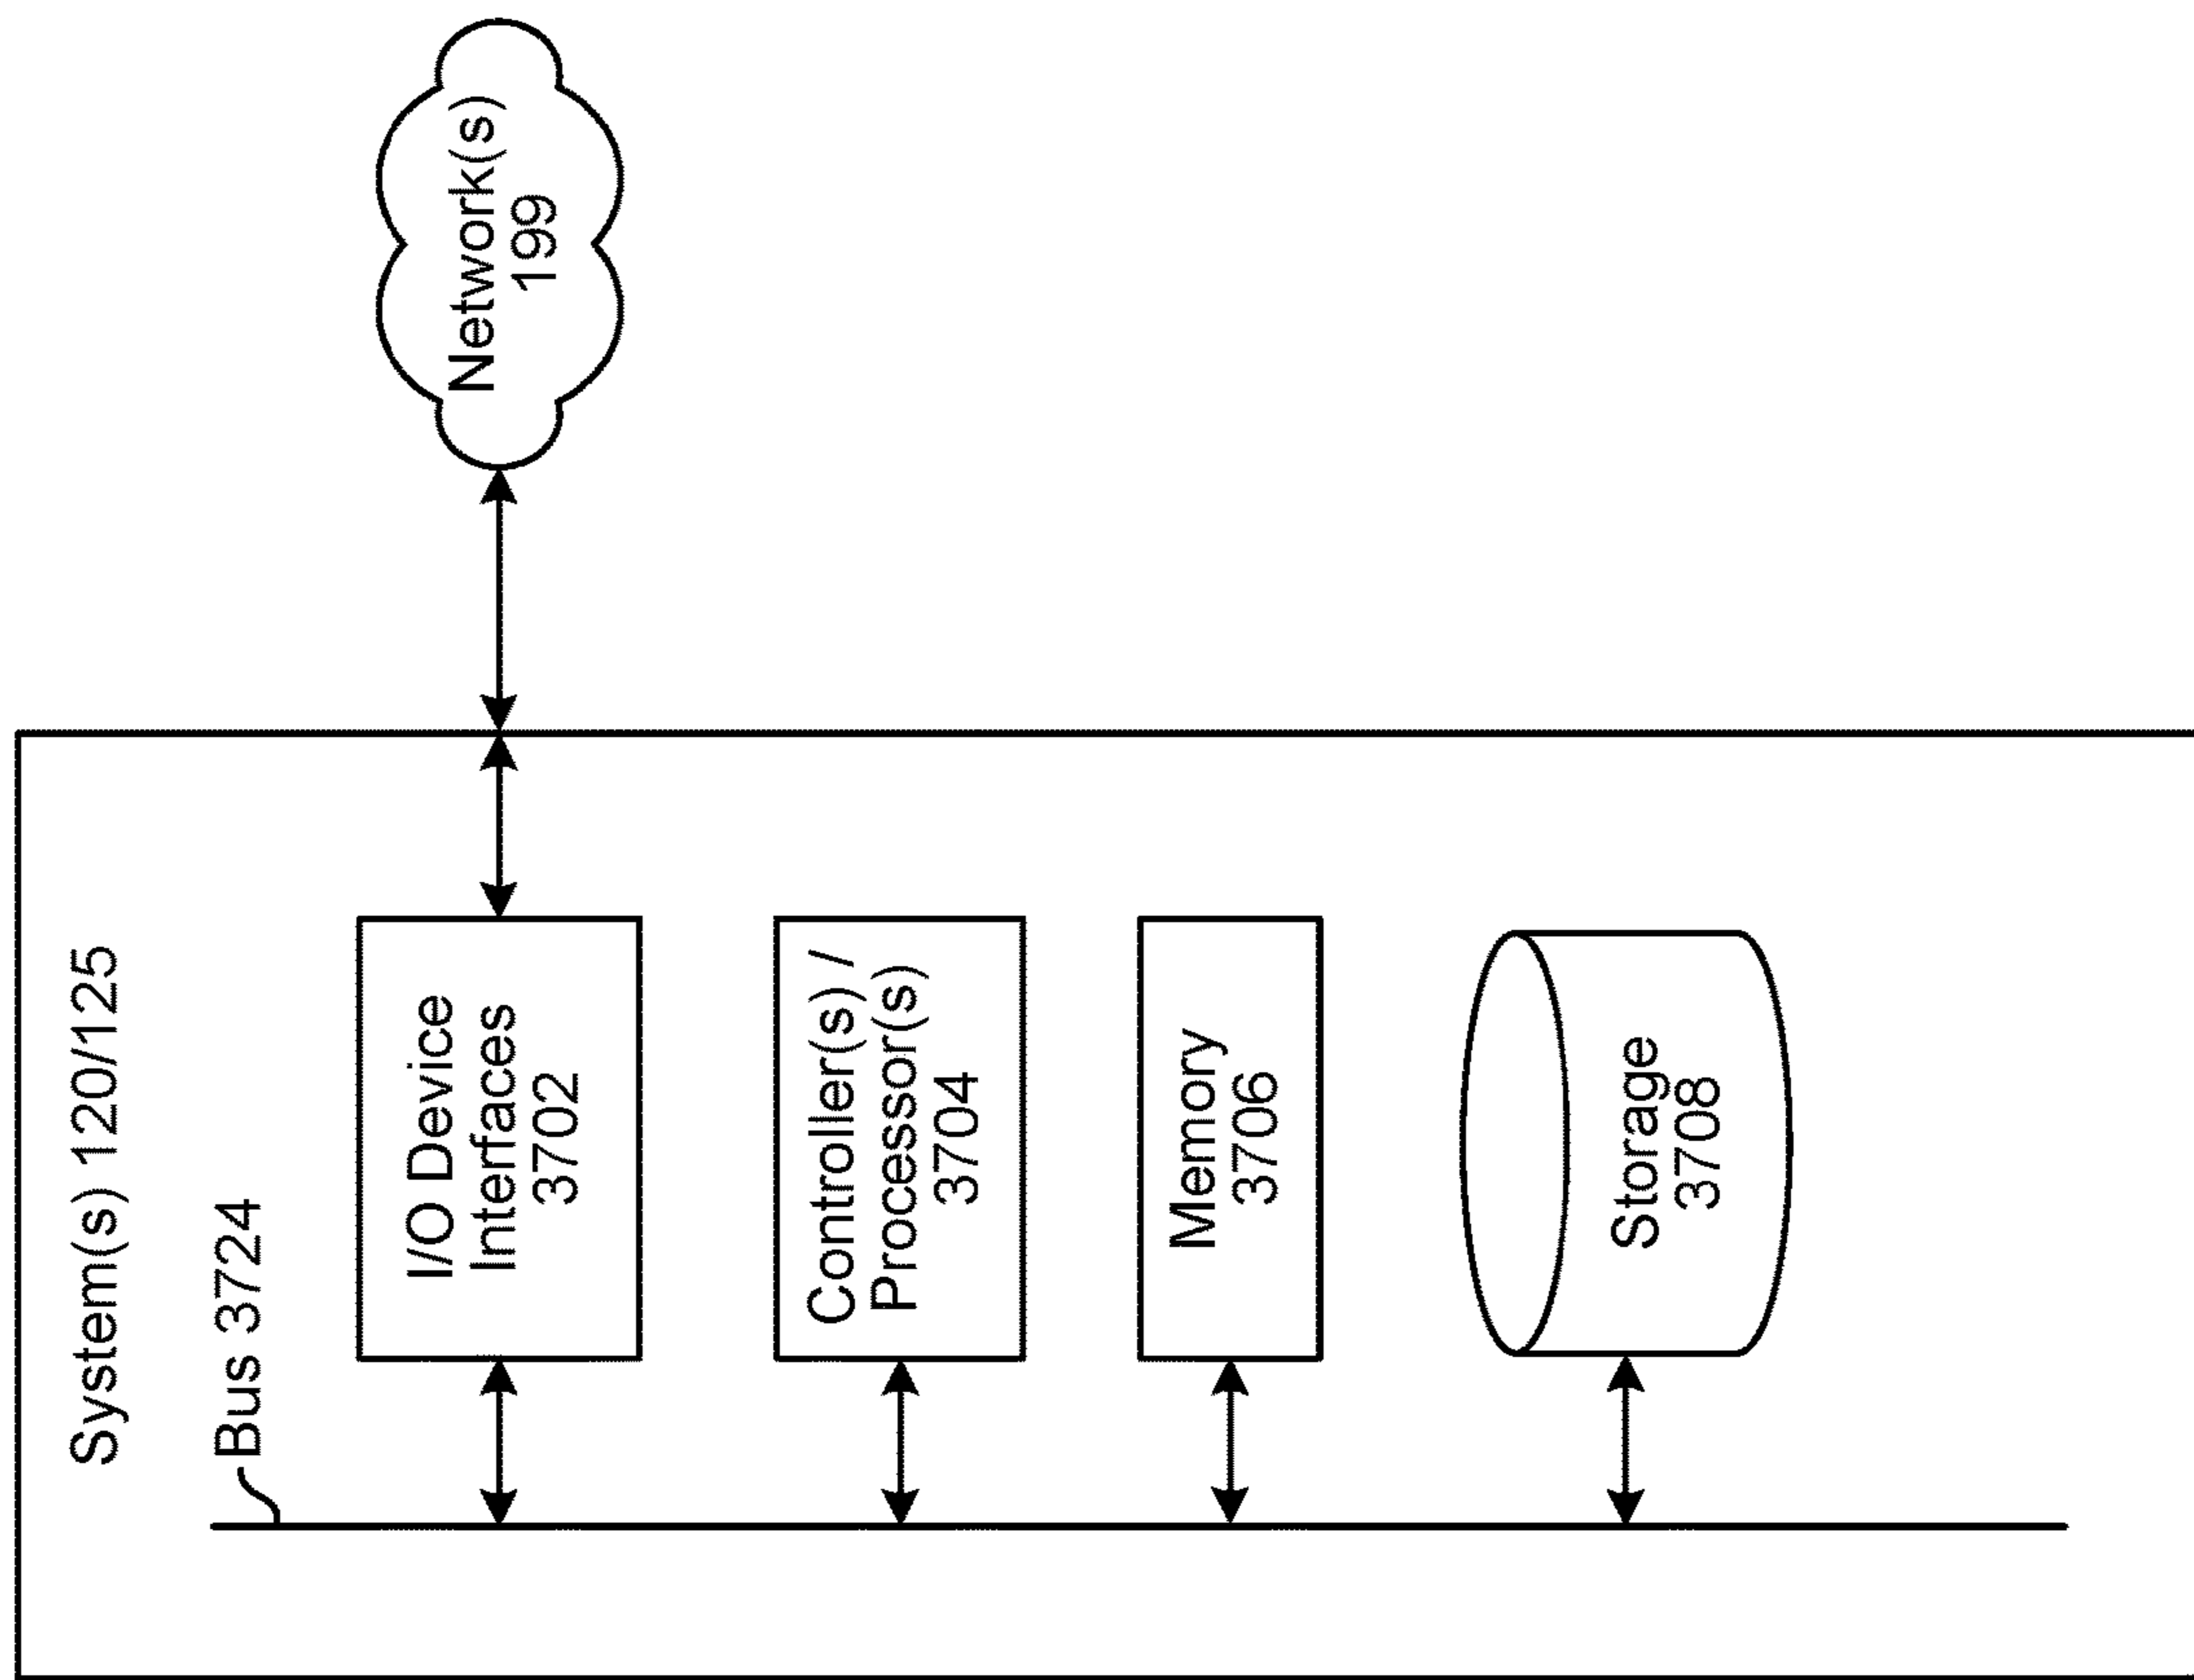 System(s) 120/125
Bus 3724
I/O Device
Interfaces
3702
Controller(s) /
Processor(s)
3704
Memory
3706
Storage
3708
Network(s)
199